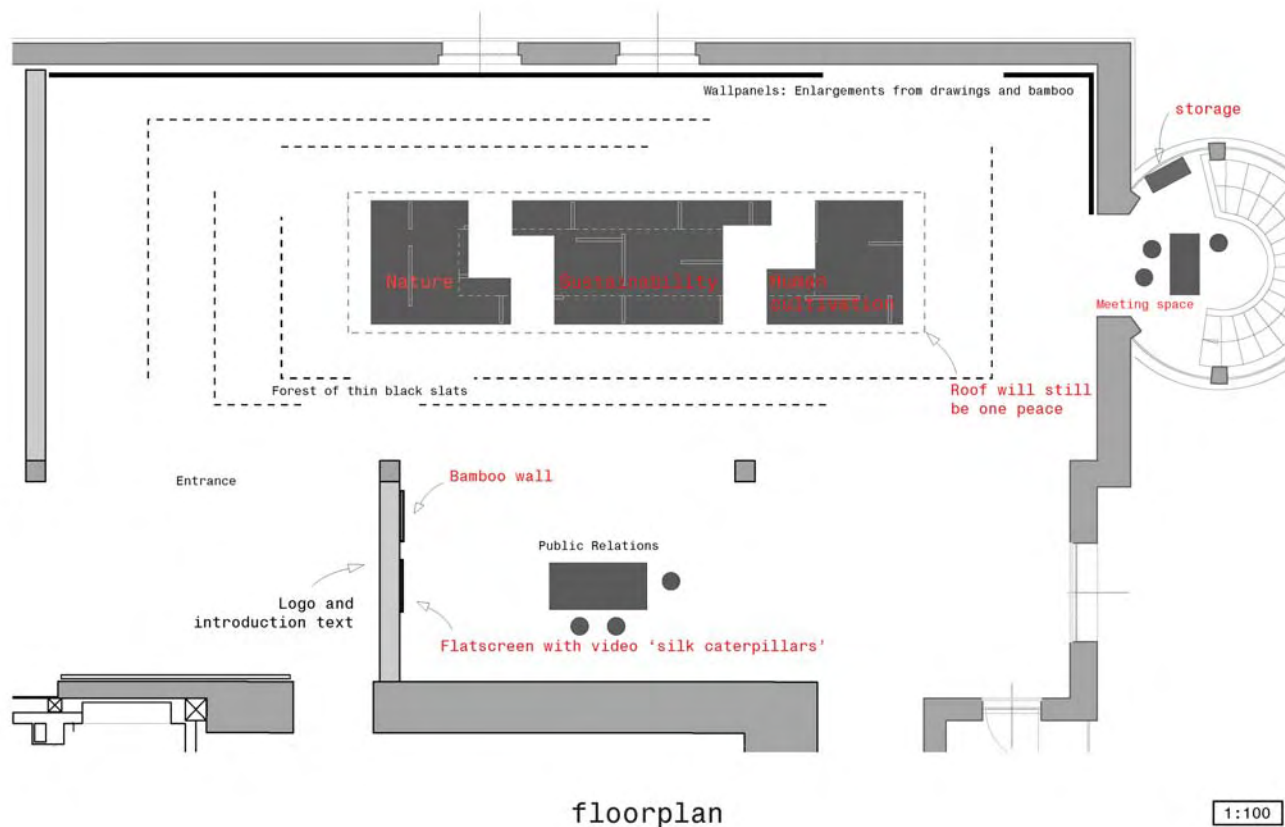 Wallpanels: Enlargements from drawings and bamboo
storage
Nature
Sustainability
Human
cultivation
Meeting space
Forest of thin black slats
Roof will still
be one peace
Entrance
Bamboo wall
Public Relations
Logo and
introduction text
Flatscreen with video ‘silk caterpillars’
floorplan
1:100